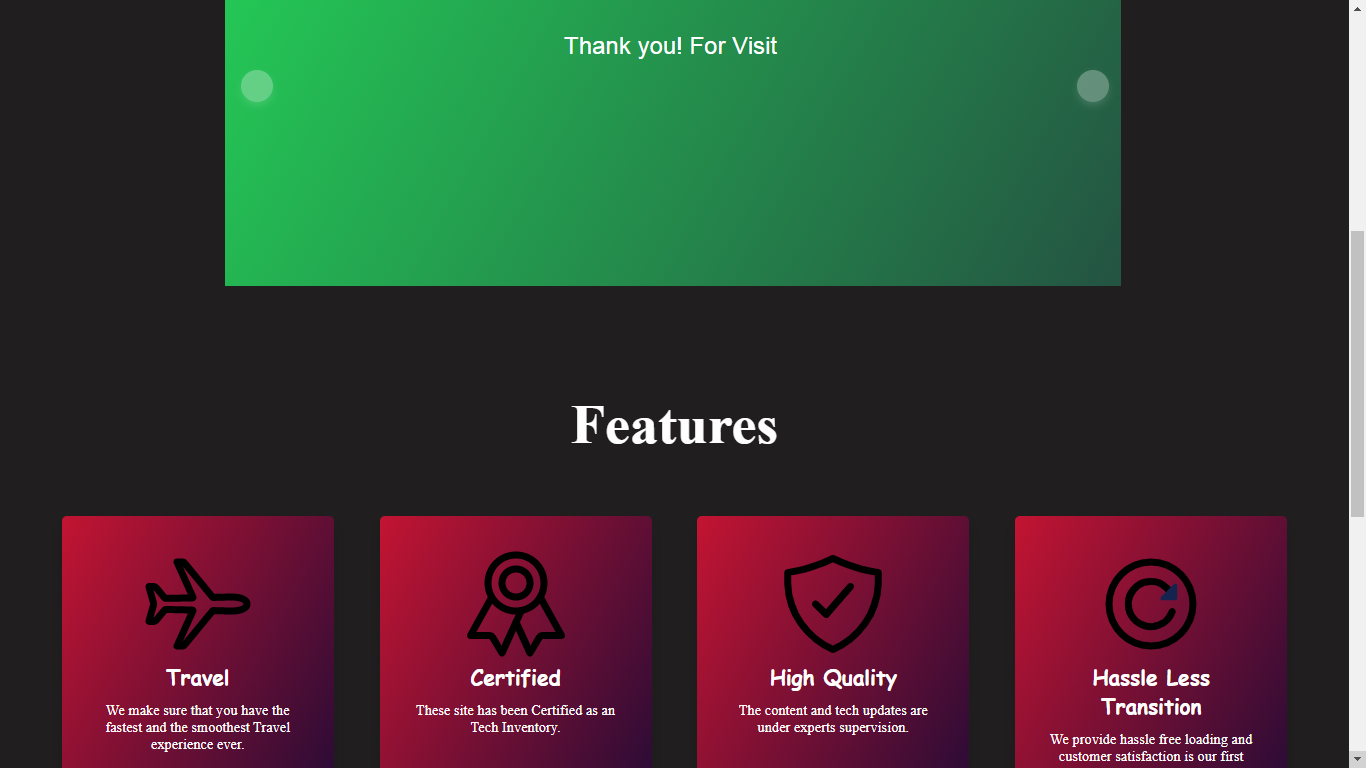 Thank you! For Visit
Features
Travel
We make sure that you have the
fastest and the smoothest Travel
experience ever.
Certified
These site has been Certified as an
Tech Inventory.
High Quality
The content and tech updates are
under experts supervision.
Hassle Less
Transition
We provide hassle free loading and
customer satisfaction is our first